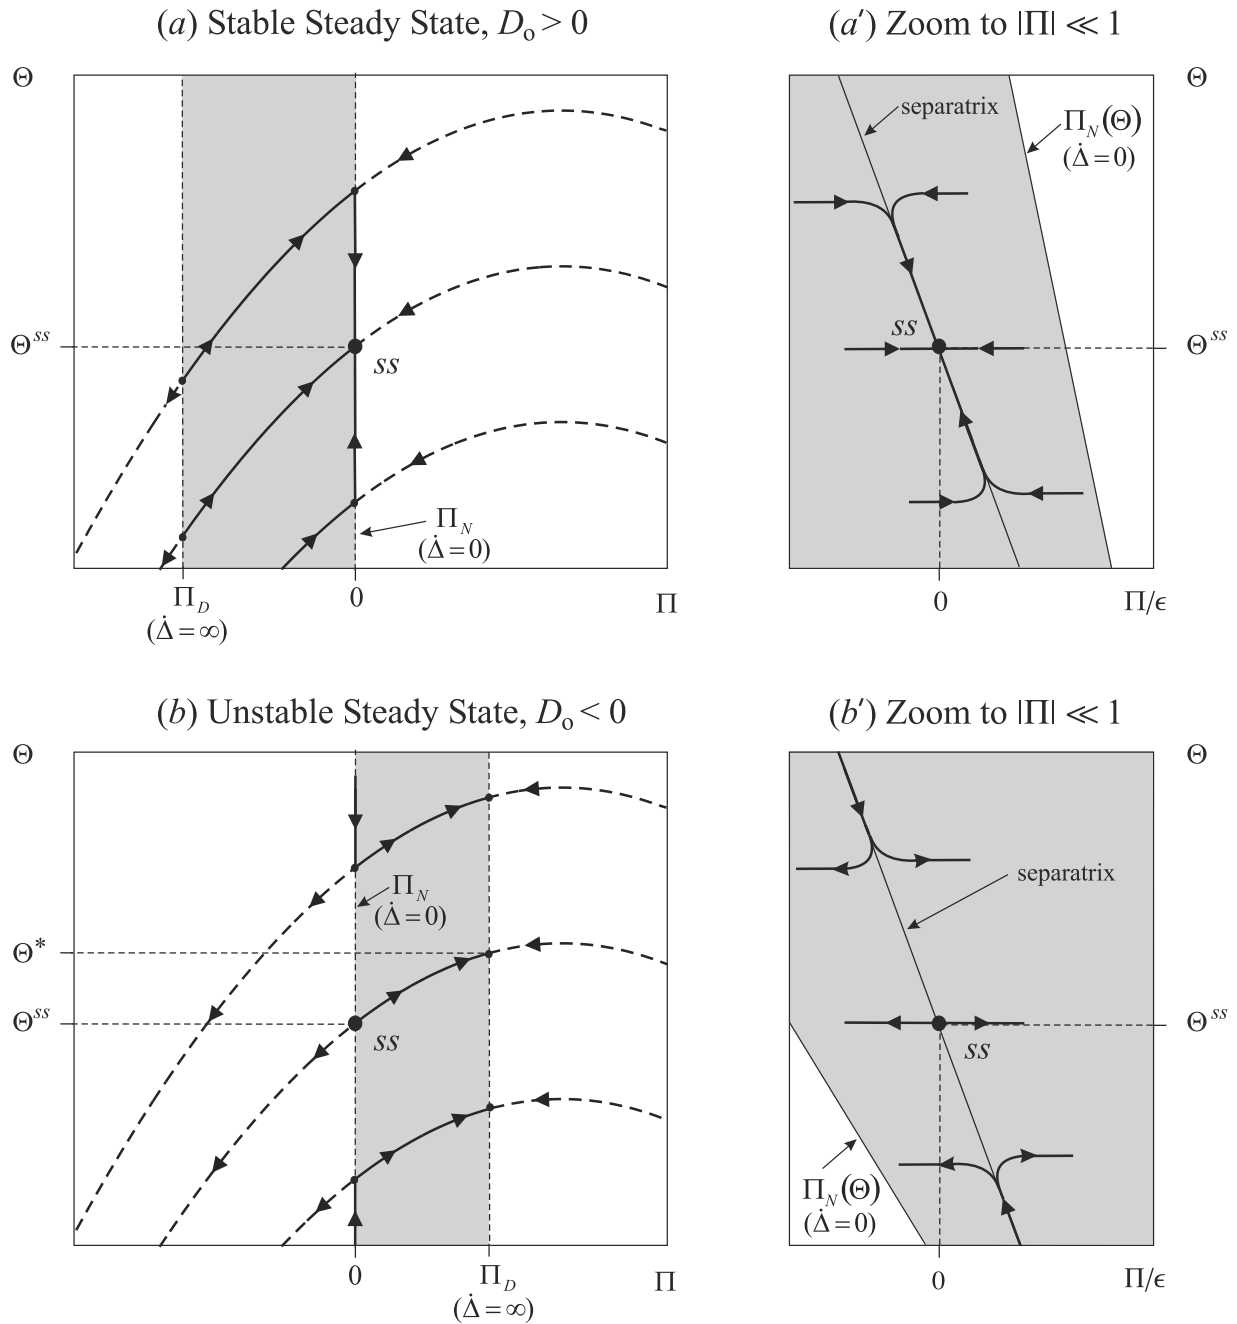 (a) Stable Steady State, Dₒ > 0
(a′) Zoom to |Π| ≪ 1
Θ
Θ
separatrix
Π_N(Θ)
(Δ̇ = 0)
Θ^ss
ss
ss
Θ^ss
Π_N
(Δ̇ = 0)
Π_D
(Δ̇ = ∞)
0
Π
0
Π/ϵ
(b) Unstable Steady State, Dₒ < 0
(b′) Zoom to |Π| ≪ 1
Θ
Θ
Π_N
(Δ̇ = 0)
separatrix
Θ*
Θ^ss
ss
ss
Θ^ss
Π_N(Θ)
(Δ̇ = 0)
0
Π_D
(Δ̇ = ∞)
Π
0
Π/ϵ